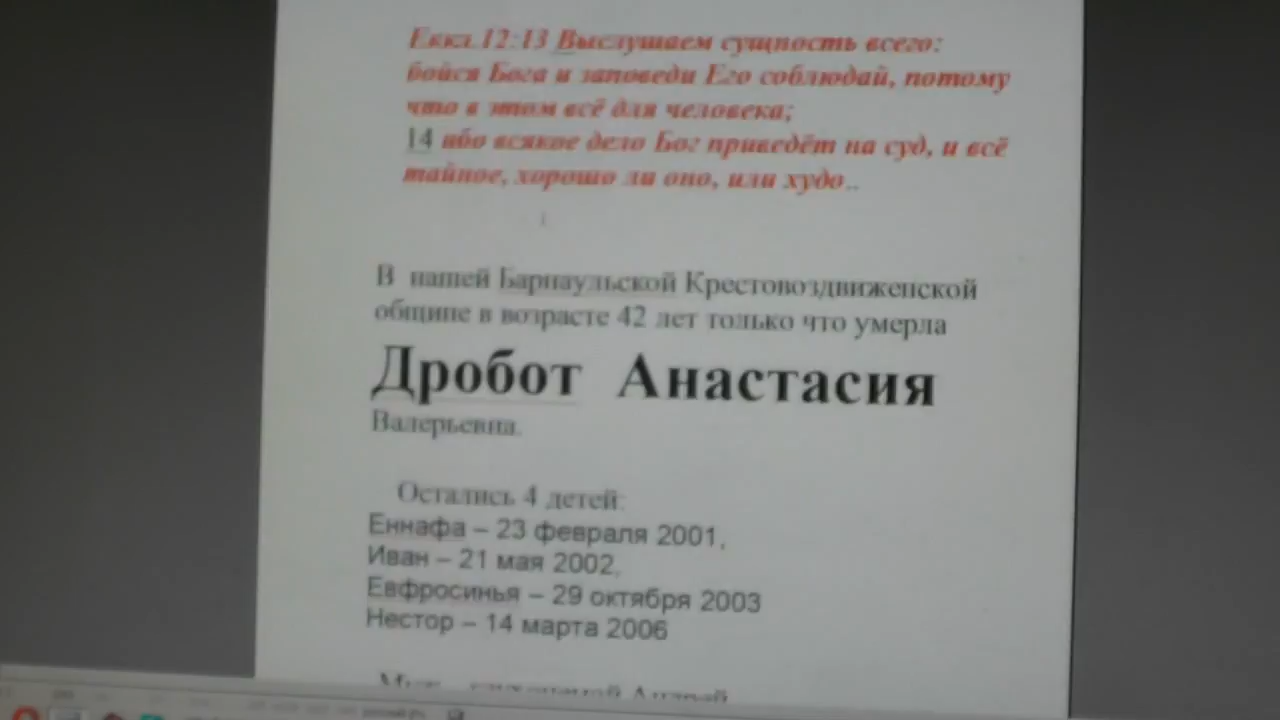 Еккл.12:13 Выслушаем сущность всего:
бойся Бога и заповеди Его соблюдай, потому
что в этом всё для человека;
14 ибо всякое дело Бог приведёт на суд, и всё
тайное, хорошо ли оно, или худо..
В нашей Барнаульской Крестовоздвиженской
общине в возрасте 42 лет только что умерла
Дробот Анастасия
Валерьевна.
Остались 4 детей:
Еннафа – 23 февраля 2001,
Иван – 21 мая 2002,
Евфросинья – 29 октября 2003
Нестор – 14 марта 2006